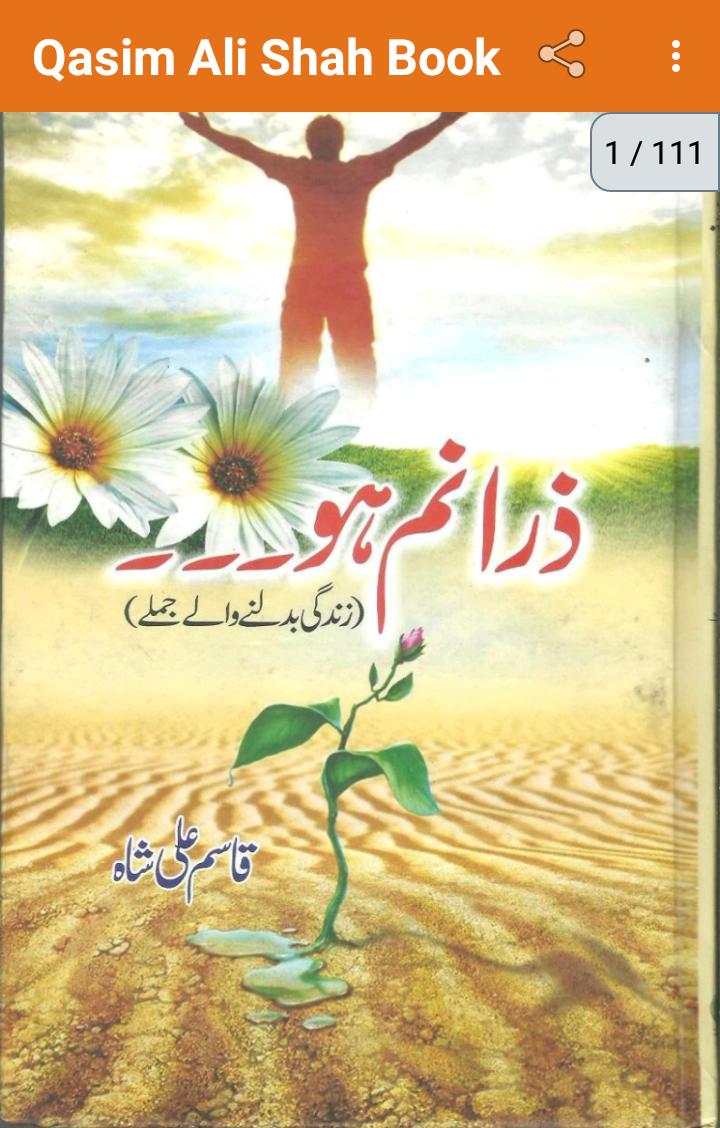 Qasim Ali Shah Book
1 / 111
ذرا نم ہو۔۔۔
(زندگی بدلنے والے جملے)
قاسم علی شاہ